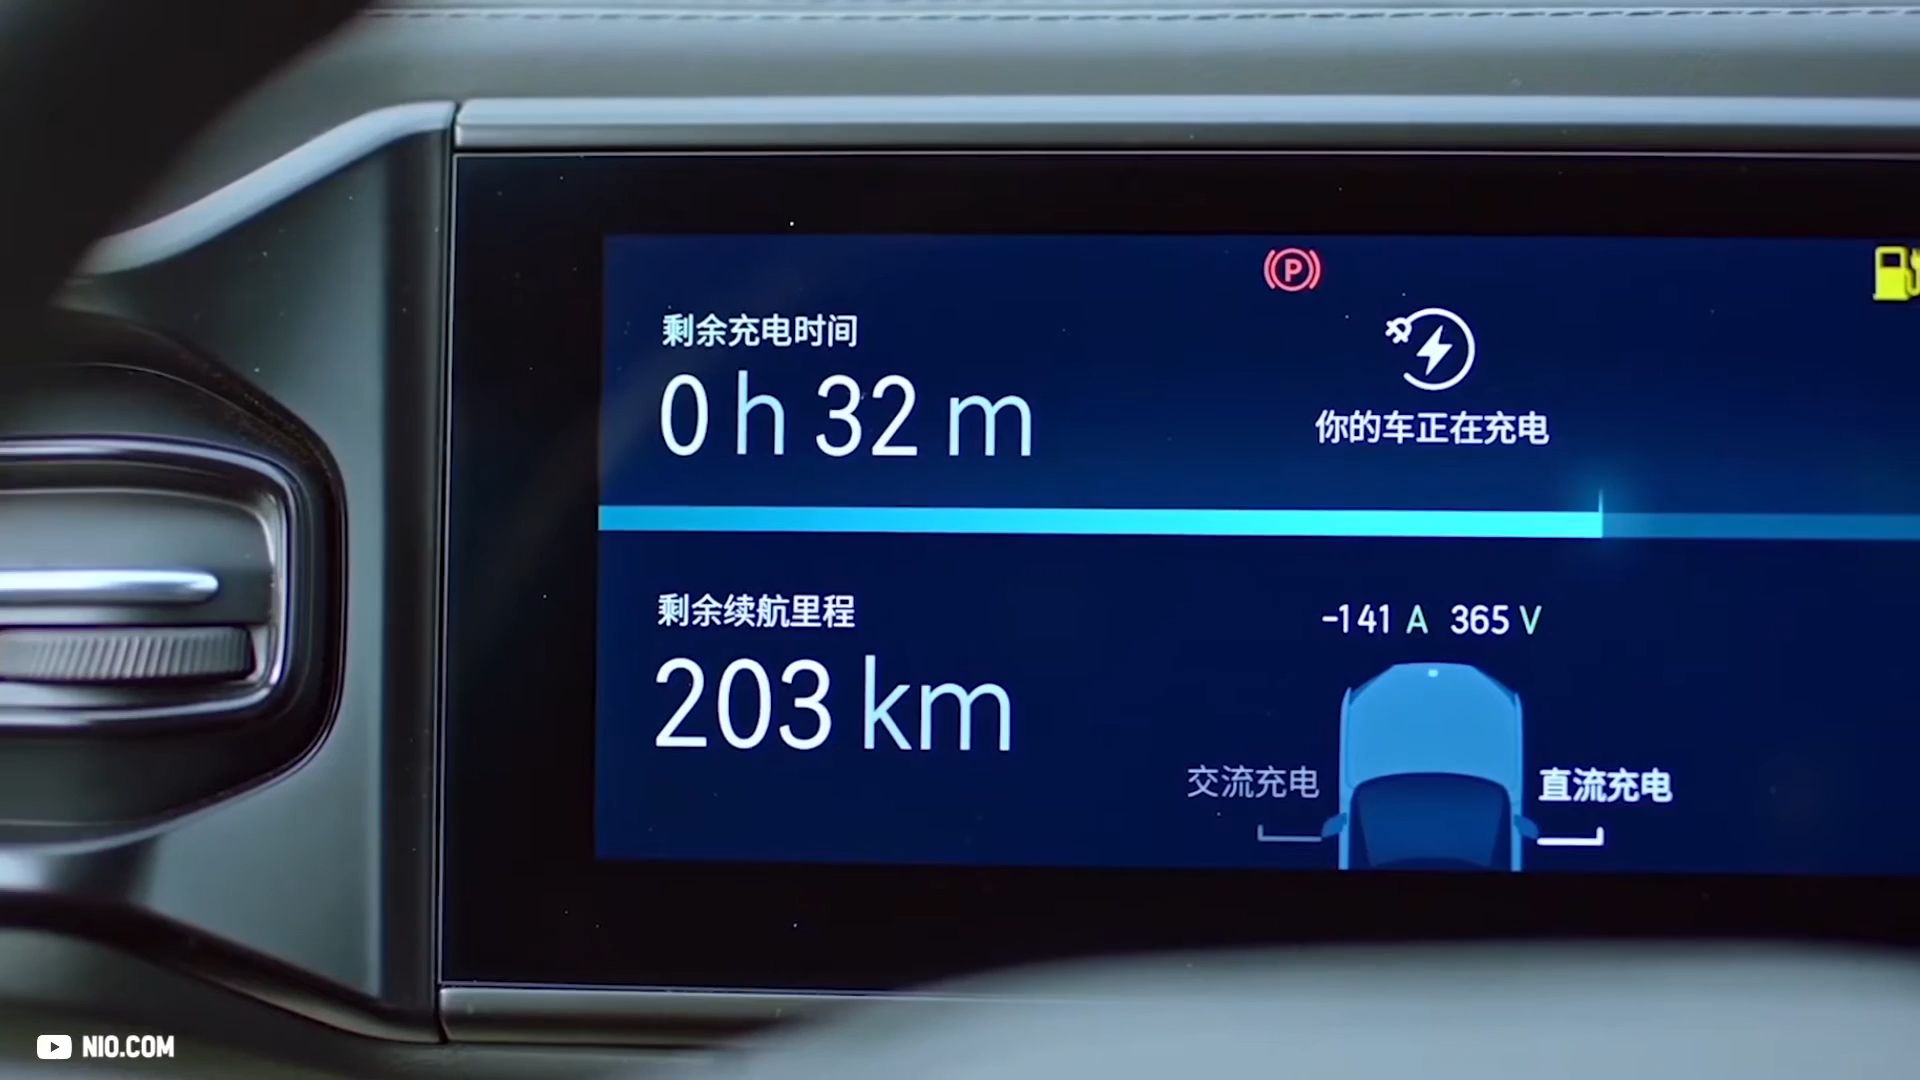 P
剩余充电时间
0 h 32 m
你的车正在充电
剩余续航里程
203 km
-141 A 365 V
交流充电
直流充电
NIO.COM